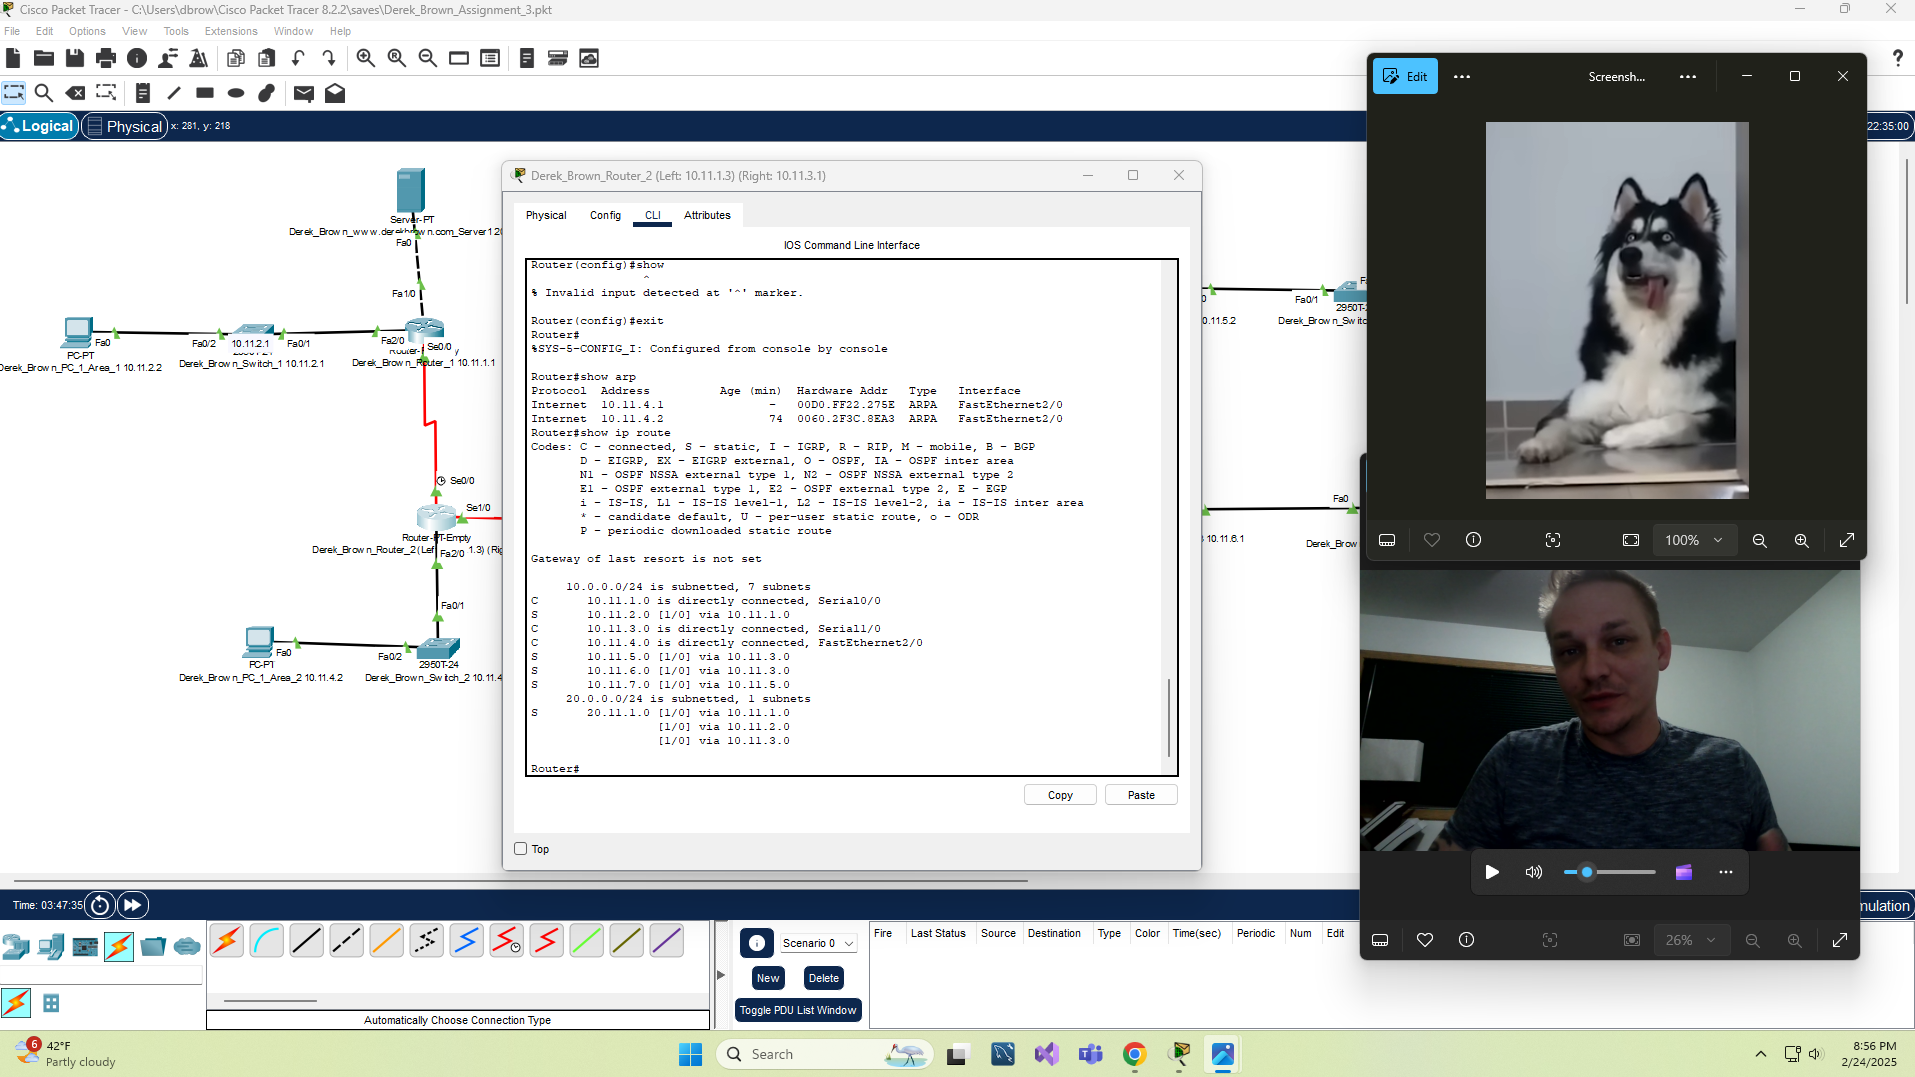 Cisco Packet Tracer - C:\Users\dbrow\Cisco Packet Tracer 8.2.2\saves\Derek_Brown_Assignment_3.pkt
File Edit Options View Tools Extensions Window Help
Logical Physical x: 281, y: 218
22:35:00
Server-PT
Derek_Brown_www.derekbrown.com_Server1
Fa0
Fa1/0
PC-PT
Fa0
Derek_Brown_PC_1_Area_1 10.11.2.2
Fa0/2 10.11.2.1 Fa0/1
Derek_Brown_Switch_1 10.11.2.1
Fa2/0 Se0/0
Derek_Brown_Router_1 10.11.1.1
Se0/0
Se1/0
Router-PT-Empty
Derek_Brown_Router_2 (Left: 1.3) (Ri
Fa2/0
Fa0/1
PC-PT
Fa0
Derek_Brown_PC_1_Area_2 10.11.4.2
Fa0/2
2950T-24
Derek_Brown_Switch_2 10.11.4
Derek_Brown_Router_2 (Left: 10.11.1.3) (Right: 10.11.3.1)
Physical Config CLI Attributes
IOS Command Line Interface
Router(config)#show
^
% Invalid input detected at '^' marker.
Router(config)#exit
Router#
%SYS-5-CONFIG_I: Configured from console by console
Router#show arp
Protocol Address Age (min) Hardware Addr Type Interface
Internet 10.11.4.1 - 00D0.FF22.275E ARPA FastEthernet2/0
Internet 10.11.4.2 74 0060.2F3C.8EA3 ARPA FastEthernet2/0
Router#show ip route
Codes: C - connected, S - static, I - IGRP, R - RIP, M - mobile, B - BGP
D - EIGRP, EX - EIGRP external, O - OSPF, IA - OSPF inter area
N1 - OSPF NSSA external type 1, N2 - OSPF NSSA external type 2
E1 - OSPF external type 1, E2 - OSPF external type 2, E - EGP
i - IS-IS, L1 - IS-IS level-1, L2 - IS-IS level-2, ia - IS-IS inter area
* - candidate default, U - per-user static route, o - ODR
P - periodic downloaded static route
Gateway of last resort is not set
10.0.0.0/24 is subnetted, 7 subnets
C 10.11.1.0 is directly connected, Serial0/0
S 10.11.2.0 [1/0] via 10.11.1.0
C 10.11.3.0 is directly connected, Serial1/0
C 10.11.4.0 is directly connected, FastEthernet2/0
S 10.11.5.0 [1/0] via 10.11.3.0
S 10.11.6.0 [1/0] via 10.11.3.0
S 10.11.7.0 [1/0] via 10.11.5.0
20.0.0.0/24 is subnetted, 1 subnets
S 20.11.1.0 [1/0] via 10.11.1.0
[1/0] via 10.11.2.0
[1/0] via 10.11.3.0
Router#
Copy Paste
Top
0
10.11.5.2
Fa0/1
2950T-
Derek_Brown_Switc
10.11.6.1
Fa0
Derek_Brown
Edit
Screensh...
100%
26%
Time: 03:47:35
mulation
Automatically Choose Connection Type
Scenario 0
New Delete
Toggle PDU List Window
Fire Last Status Source Destination Type Color Time(sec) Periodic Num Edit
6
42°F
Partly cloudy
Search
8:56 PM
2/24/2025